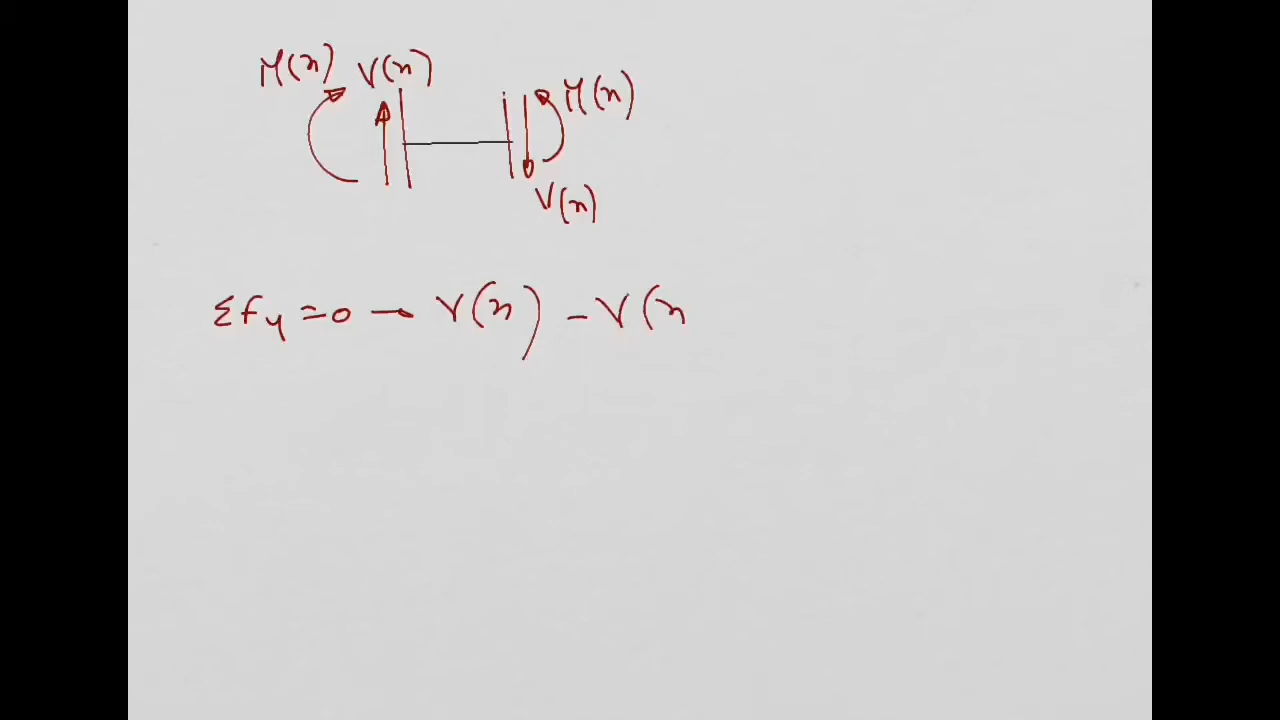 M(x) V(x)
M(x)
V(x)
Σfy = 0 → V(x) - V(x